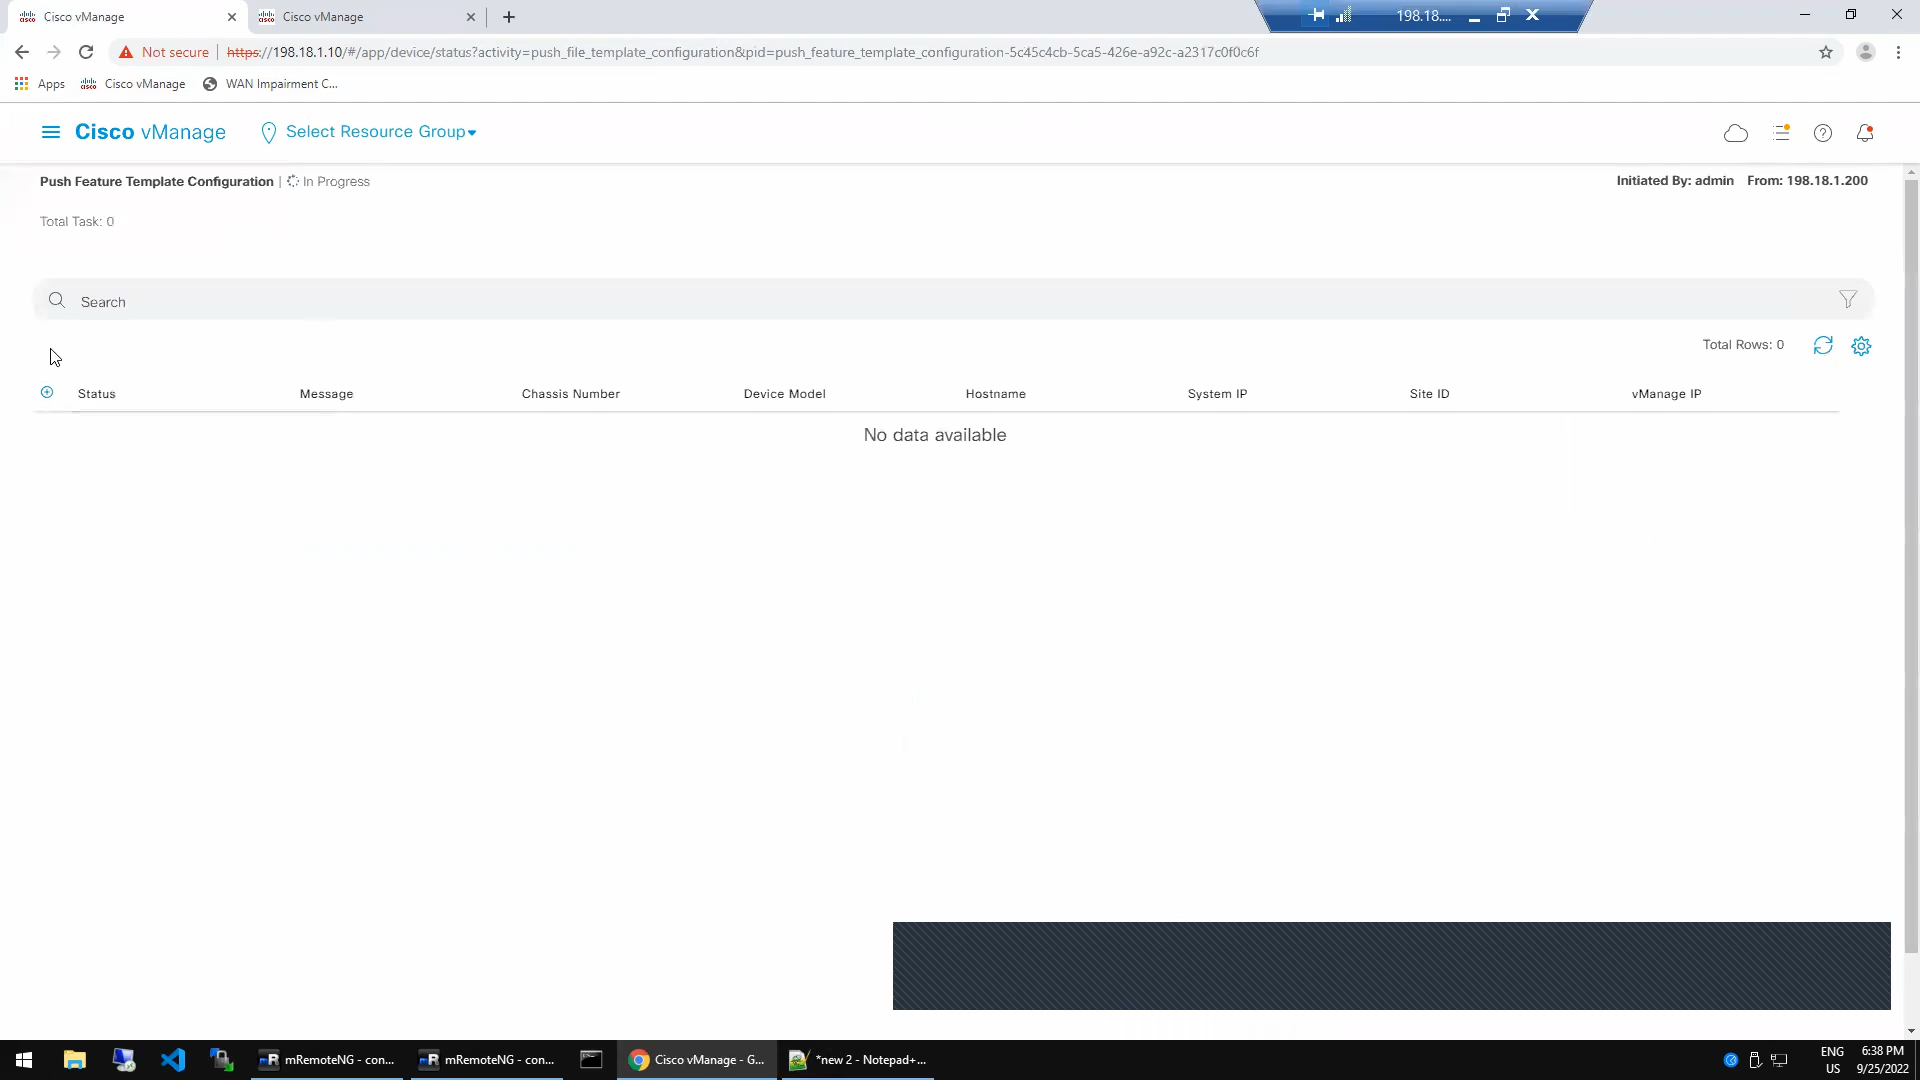 Cisco vManage
Cisco vManage
198.18....
Not secure
https://198.18.1.10/#/app/device/status?activity=push_file_template_configuration&pid=push_feature_template_configuration-5c45c4cb-5ca5-426e-a92c-a2317c0f0c6f
Apps
Cisco vManage
WAN Impairment C...
Cisco vManage
Select Resource Group
Push Feature Template Configuration | In Progress
Initiated By: admin From: 198.18.1.200
Total Task: 0
Search
Total Rows: 0
Status Message Chassis Number Device Model Hostname System IP Site ID vManage IP
No data available
mRemoteNG - con...
mRemoteNG - con...
Cisco vManage - G...
*new 2 - Notepad+...
ENG
US
6:38 PM
9/25/2022